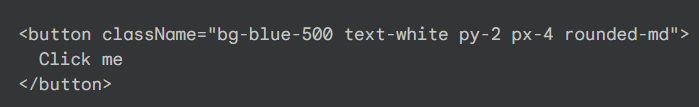 <button className="bg-blue-500 text-white py-2 px-4 rounded-md">
  Click me
</button>